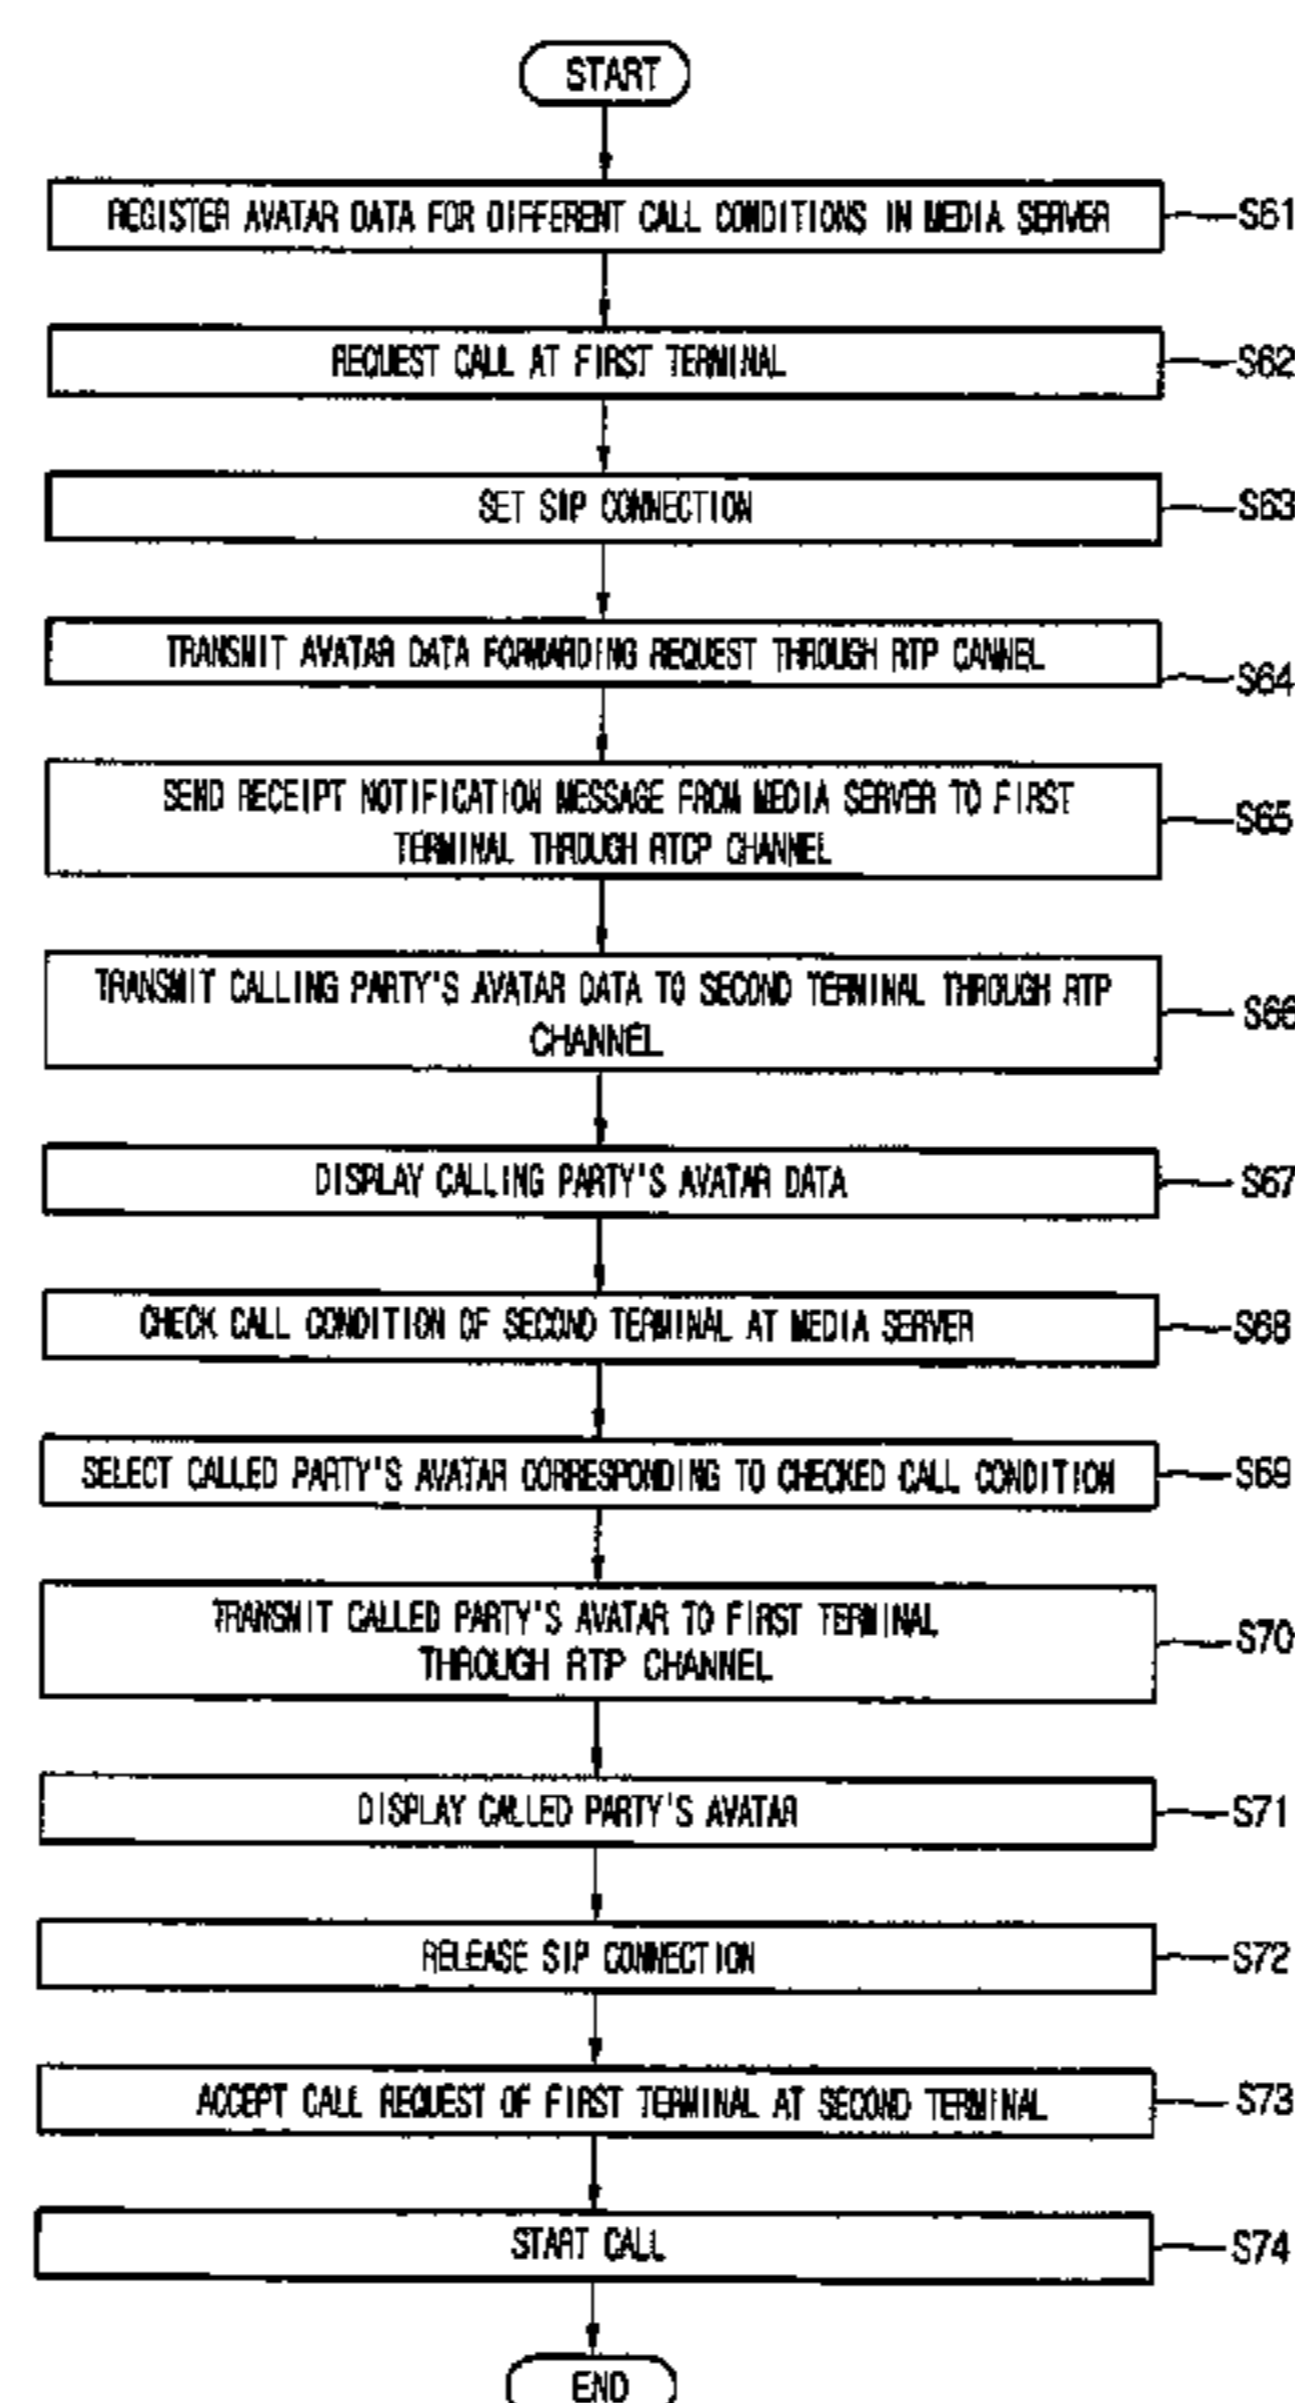 START
REGISTER AVATAR DATA FOR DIFFERENT CALL CONDITIONS IN MEDIA SERVER
S61
REQUEST CALL AT FIRST TERMINAL
S62
SET SIP CONNECTION
S63
TRANSMIT AVATAR DATA FORWARDING REQUEST THROUGH RTP CANNEL
S64
SEND RECEIPT NOTIFICATION MESSAGE FROM MEDIA SERVER TO FIRST
TERMINAL THROUGH RTCP CHANNEL
S65
TRANSMIT CALLING PARTY'S AVATAR DATA TO SECOND TERMINAL THROUGH RTP
CHANNEL
S66
DISPLAY CALLING PARTY'S AVATAR DATA
S67
CHECK CALL CONDITION OF SECOND TERMINAL AT MEDIA SERVER
S68
SELECT CALLED PARTY'S AVATAR CORRESPONDING TO CHECKED CALL CONDITION
S69
TRANSMIT CALLED PARTY'S AVATAR TO FIRST TERMINAL
THROUGH RTP CHANNEL
S70
DISPLAY CALLED PARTY'S AVATAR
S71
RELEASE SIP CONNECTION
S72
ACCEPT CALL REQUEST OF FIRST TERMINAL AT SECOND TERMINAL
S73
START CALL
S74
END